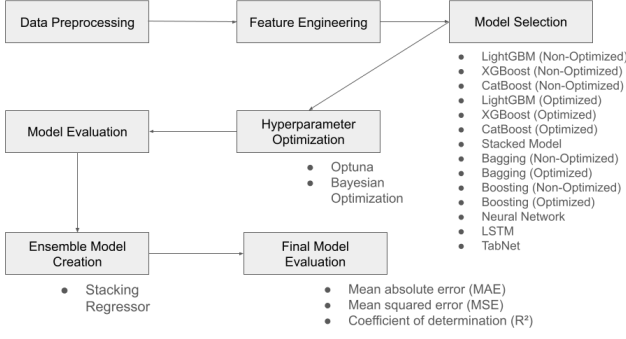 Data Preprocessing
Feature Engineering
Model Selection
● LightGBM (Non-Optimized)
● XGBoost (Non-Optimized)
● CatBoost (Non-Optimized)
● LightGBM (Optimized)
● XGBoost (Optimized)
● CatBoost (Optimized)
● Stacked Model
● Bagging (Non-Optimized)
● Bagging (Optimized)
● Boosting (Non-Optimized)
● Boosting (Optimized)
● Neural Network
● LSTM
● TabNet
Model Evaluation
Hyperparameter
Optimization
● Optuna
● Bayesian
Optimization
Ensemble Model
Creation
● Stacking
Regressor
Final Model
Evaluation
● Mean absolute error (MAE)
● Mean squared error (MSE)
● Coefficient of determination (R²)